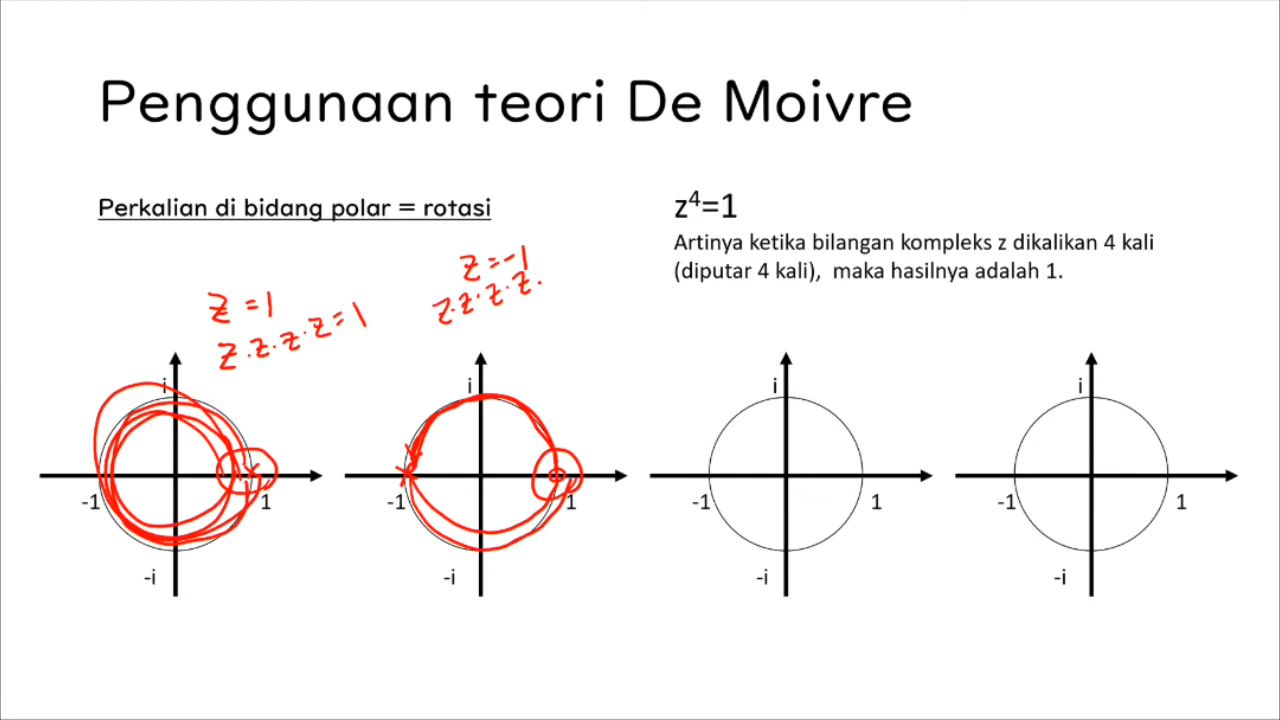 Penggunaan teori De Moivre
Perkalian di bidang polar = rotasi
z⁴=1
Artinya ketika bilangan kompleks z dikalikan 4 kali
(diputar 4 kali), maka hasilnya adalah 1.
z=1
z.z.z.z=1
z=-1
z.z.z.z.
i
-1
1
-i
i
-1
1
-i
i
-1
1
-i
i
-1
1
-i